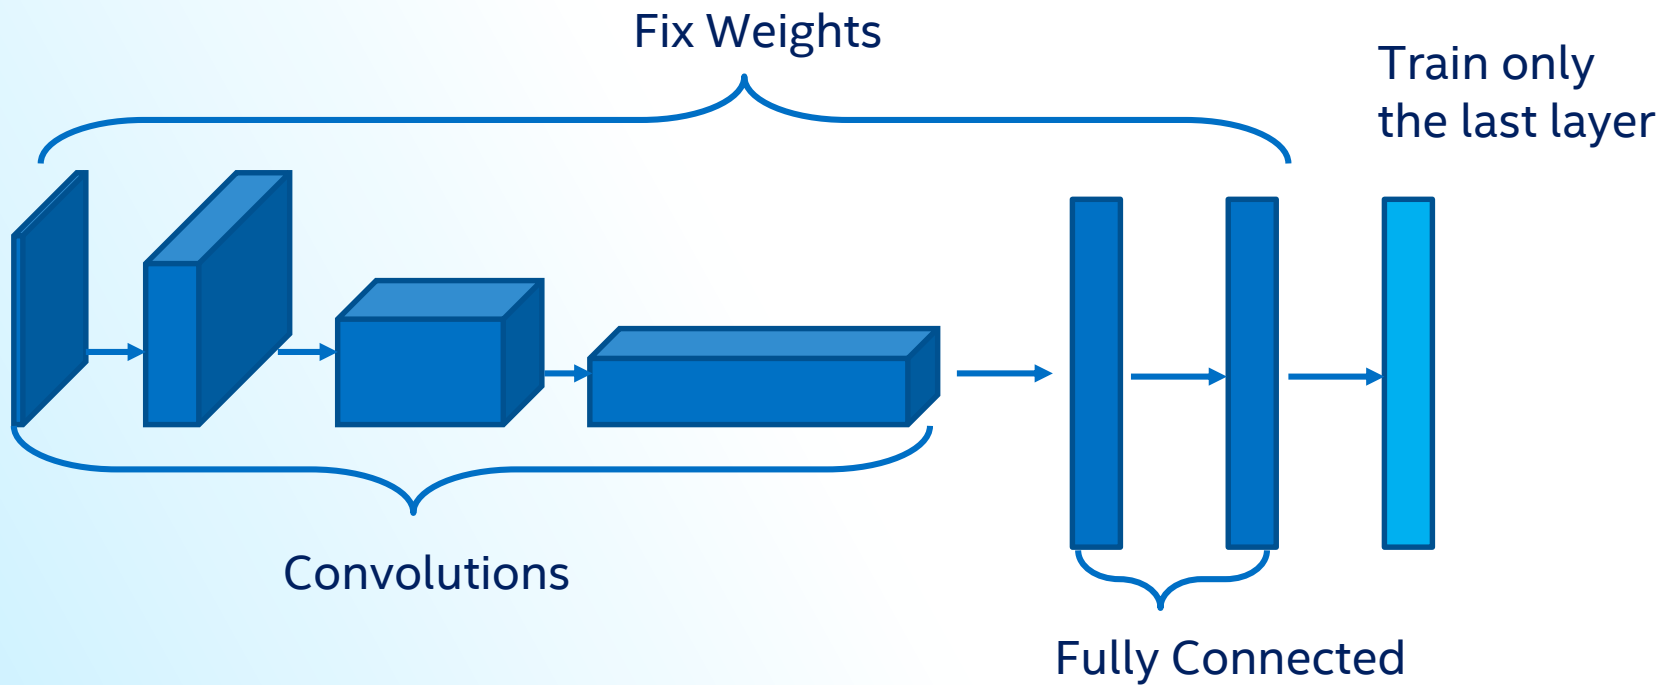 Fix Weights
Train only
the last layer
Convolutions
Fully Connected